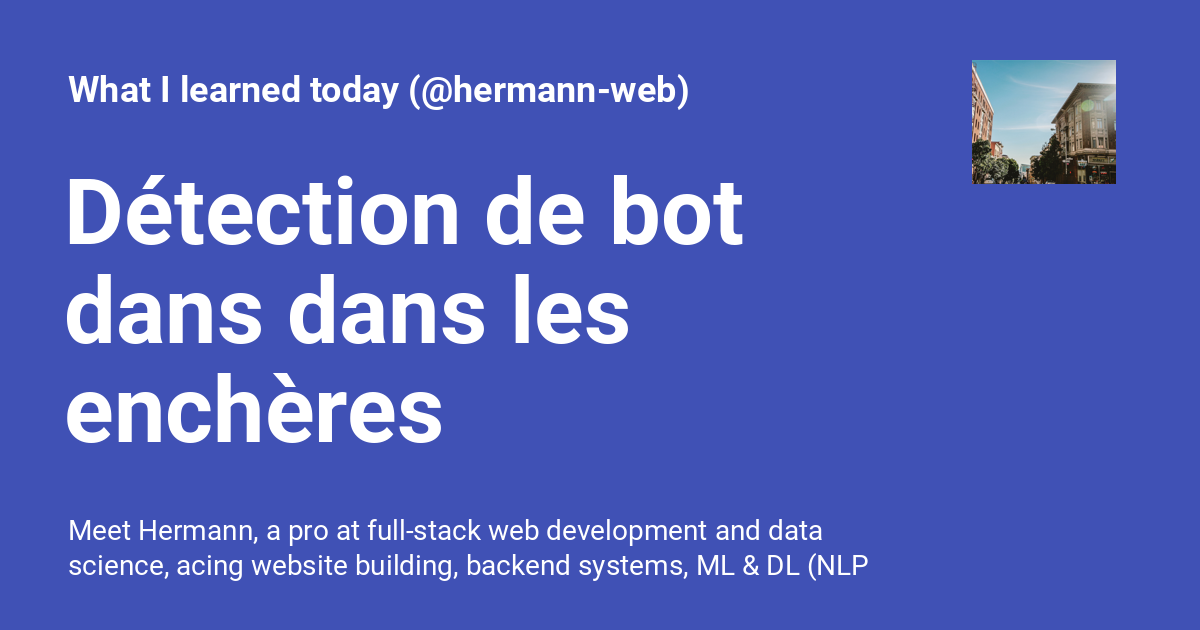 What I learned today (@hermann-web)
Détection de bot
dans dans les
enchères
Meet Hermann, a pro at full-stack web development and data
science, acing website building, backend systems, ML & DL (NLP